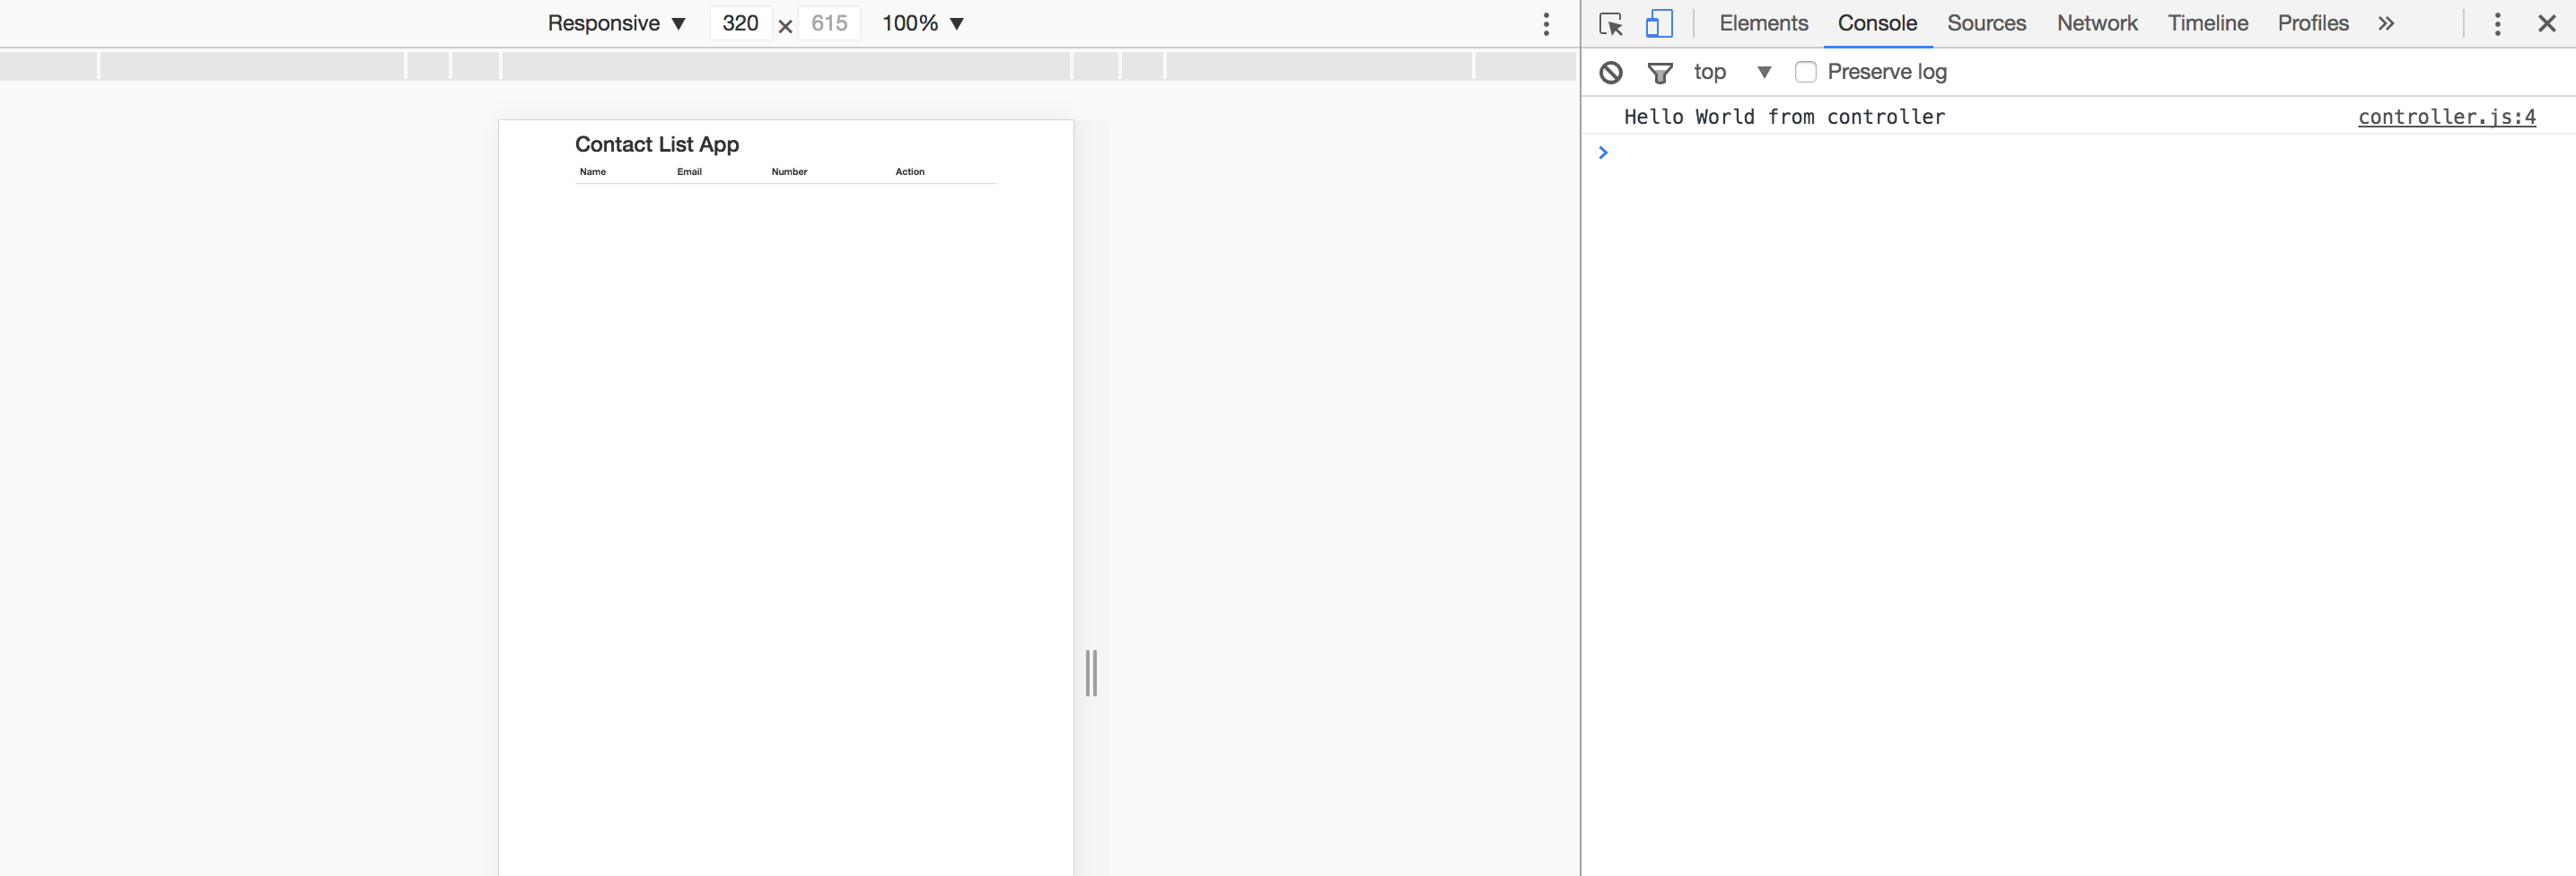 Responsive ▼ 320 × 615 100% ▼
Elements Console Sources Network Timeline Profiles »
top ▼ Preserve log
Hello World from controller controller.js:4
>
Contact List App
Name Email Number Action